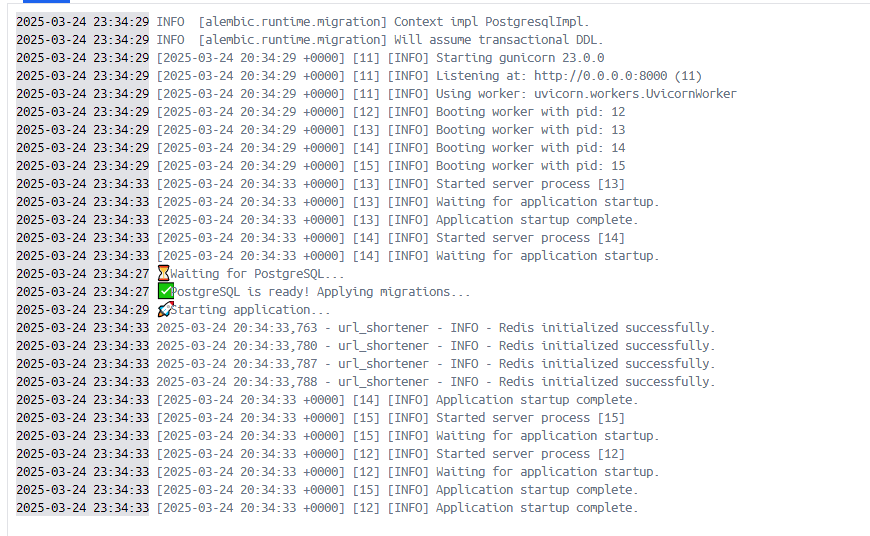 2025-03-24 23:34:29 INFO  [alembic.runtime.migration] Context impl PostgresqlImpl.
2025-03-24 23:34:29 INFO  [alembic.runtime.migration] Will assume transactional DDL.
2025-03-24 23:34:29 [2025-03-24 20:34:29 +0000] [11] [INFO] Starting gunicorn 23.0.0
2025-03-24 23:34:29 [2025-03-24 20:34:29 +0000] [11] [INFO] Listening at: http://0.0.0.0:8000 (11)
2025-03-24 23:34:29 [2025-03-24 20:34:29 +0000] [11] [INFO] Using worker: uvicorn.workers.UvicornWorker
2025-03-24 23:34:29 [2025-03-24 20:34:29 +0000] [12] [INFO] Booting worker with pid: 12
2025-03-24 23:34:29 [2025-03-24 20:34:29 +0000] [13] [INFO] Booting worker with pid: 13
2025-03-24 23:34:29 [2025-03-24 20:34:29 +0000] [14] [INFO] Booting worker with pid: 14
2025-03-24 23:34:29 [2025-03-24 20:34:29 +0000] [15] [INFO] Booting worker with pid: 15
2025-03-24 23:34:33 [2025-03-24 20:34:33 +0000] [13] [INFO] Started server process [13]
2025-03-24 23:34:33 [2025-03-24 20:34:33 +0000] [13] [INFO] Waiting for application startup.
2025-03-24 23:34:33 [2025-03-24 20:34:33 +0000] [13] [INFO] Application startup complete.
2025-03-24 23:34:33 [2025-03-24 20:34:33 +0000] [14] [INFO] Started server process [14]
2025-03-24 23:34:33 [2025-03-24 20:34:33 +0000] [14] [INFO] Waiting for application startup.
2025-03-24 23:34:27 ⏳Waiting for PostgreSQL...
2025-03-24 23:34:27 ✅PostgreSQL is ready! Applying migrations...
2025-03-24 23:34:29 🚀Starting application...
2025-03-24 23:34:33 2025-03-24 20:34:33,763 - url_shortener - INFO - Redis initialized successfully.
2025-03-24 23:34:33 2025-03-24 20:34:33,780 - url_shortener - INFO - Redis initialized successfully.
2025-03-24 23:34:33 2025-03-24 20:34:33,787 - url_shortener - INFO - Redis initialized successfully.
2025-03-24 23:34:33 2025-03-24 20:34:33,788 - url_shortener - INFO - Redis initialized successfully.
2025-03-24 23:34:33 [2025-03-24 20:34:33 +0000] [14] [INFO] Application startup complete.
2025-03-24 23:34:33 [2025-03-24 20:34:33 +0000] [15] [INFO] Started server process [15]
2025-03-24 23:34:33 [2025-03-24 20:34:33 +0000] [15] [INFO] Waiting for application startup.
2025-03-24 23:34:33 [2025-03-24 20:34:33 +0000] [12] [INFO] Started server process [12]
2025-03-24 23:34:33 [2025-03-24 20:34:33 +0000] [12] [INFO] Waiting for application startup.
2025-03-24 23:34:33 [2025-03-24 20:34:33 +0000] [15] [INFO] Application startup complete.
2025-03-24 23:34:33 [2025-03-24 20:34:33 +0000] [12] [INFO] Application startup complete.